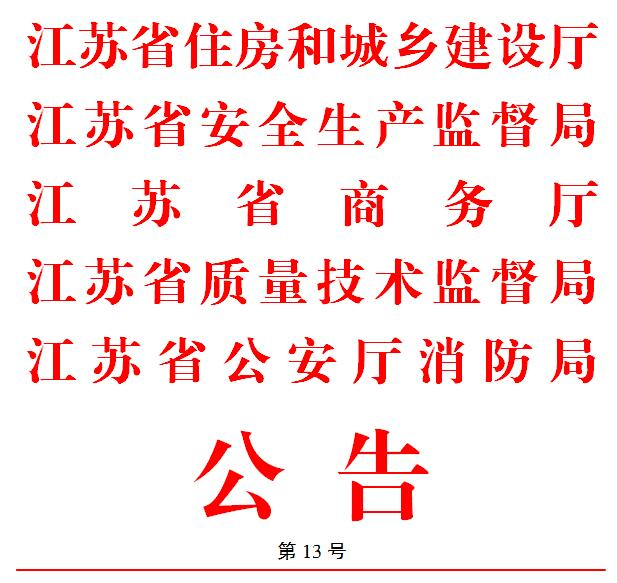 江苏省住房和城乡建设厅
江苏省安全生产监督局
江苏省商务厅
江苏省质量技术监督局
江苏省公安厅消防局
公告
第 13 号